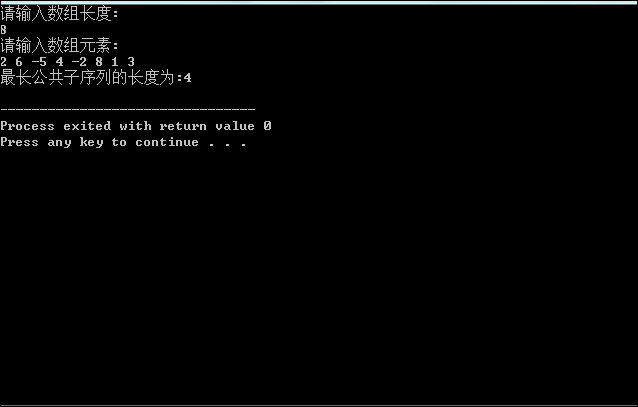 请输入数组长度:
8
请输入数组元素:
2 6 -5 4 -2 8 1 3
最长公共子序列的长度为:4
--------------------------------
Process exited with return value 0
Press any key to continue . . .